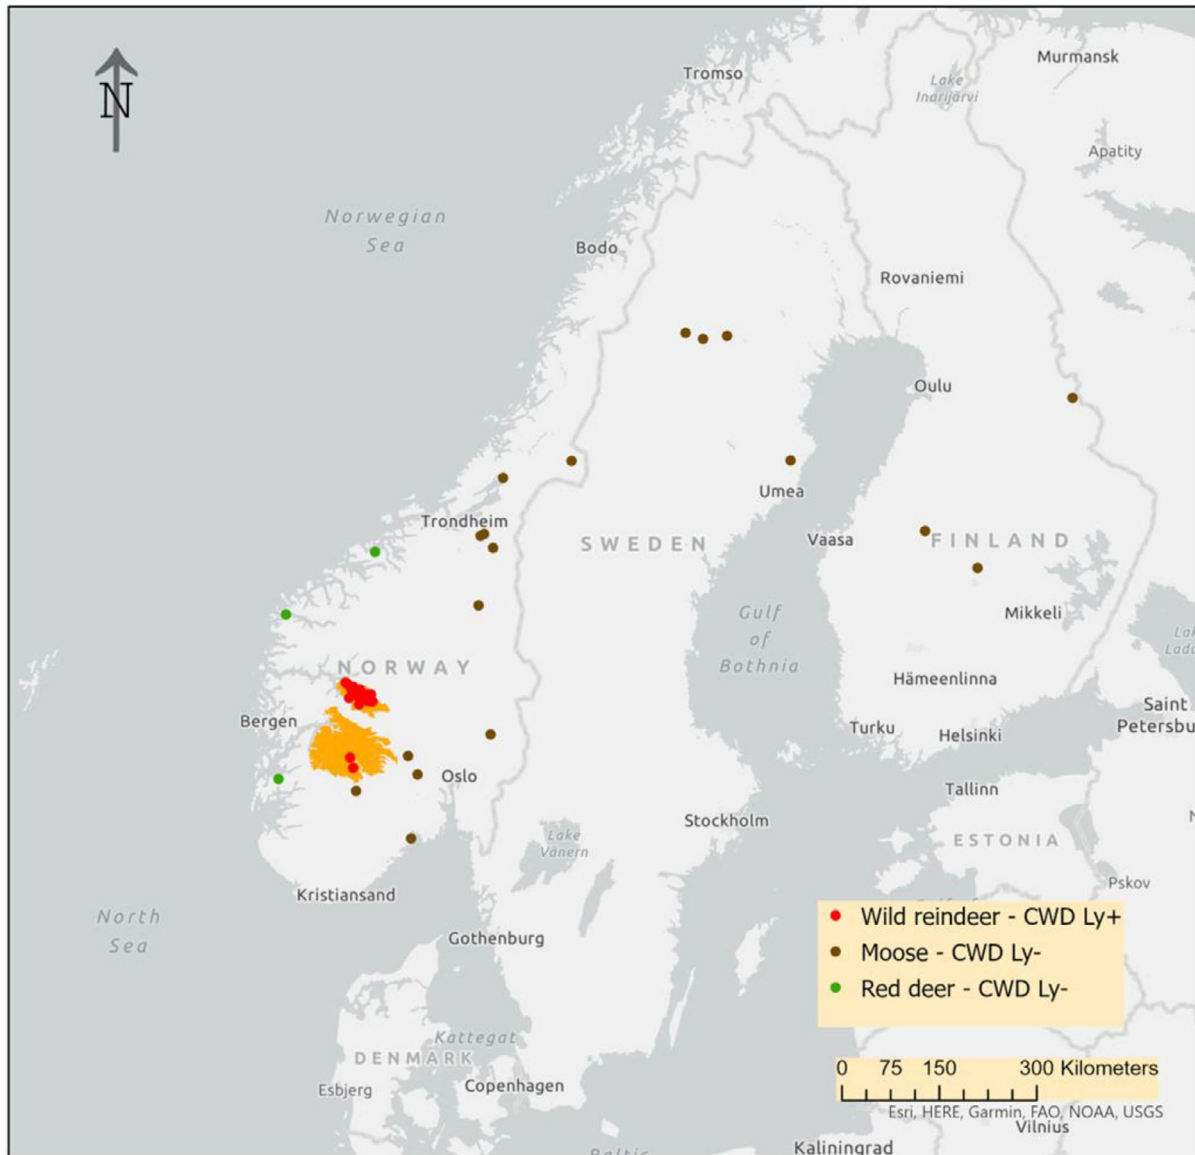 N
Murmansk
Tromso
Lake
Inarijärvi
Apatity
Norwegian
Sea
Bodo
Rovaniemi
Oulu
Umea
Trondheim
SWEDEN
Vaasa
FINLAND
Gulf
of
Bothnia
Mikkeli
NORWAY
Hämeenlinna
Saint
Bergen
Turku
Helsinki
Oslo
Tallinn
Stockholm
ESTONIA
Lake
Vänern
Pskov
Kristiansand
North
Sea
Gothenburg
Wild reindeer - CWD Ly+
Moose - CWD Ly-
Red deer - CWD Ly-
Kattegat
DENMARK
Esbjerg
Copenhagen
0 75 150 300 Kilometers
Esri, HERE, Garmin, FAO, NOAA, USGS
Vilnius
Kaliningrad